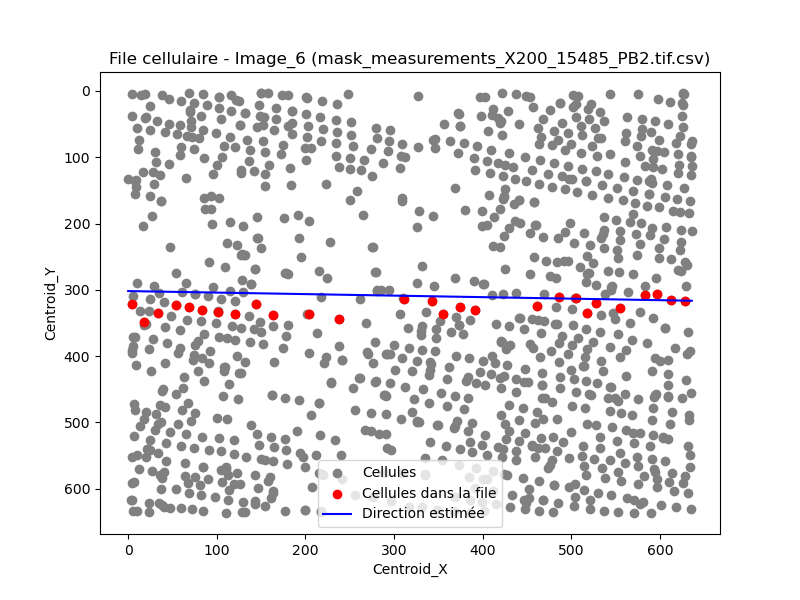 File cellulaire - Image_6 (mask_measurements_X200_15485_PB2.tif.csv)
0
100
200
300
400
500
600
Centroid_Y
Cellules
Cellules dans la file
Direction estimée
0 100 200 300 400 500 600
Centroid_X